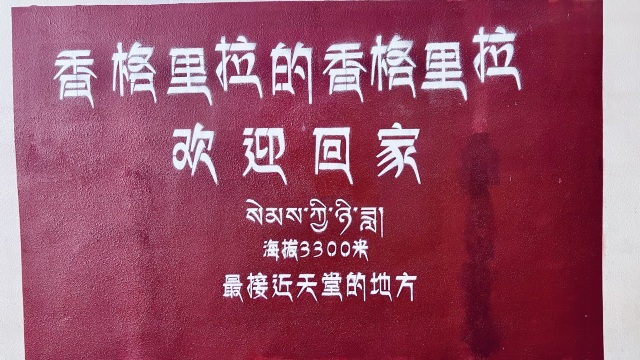 香格里拉的香格里拉
欢迎回家
སེམས་ཀྱི་ཉི་ཟླ།
海拔3300米
最接近天堂的地方